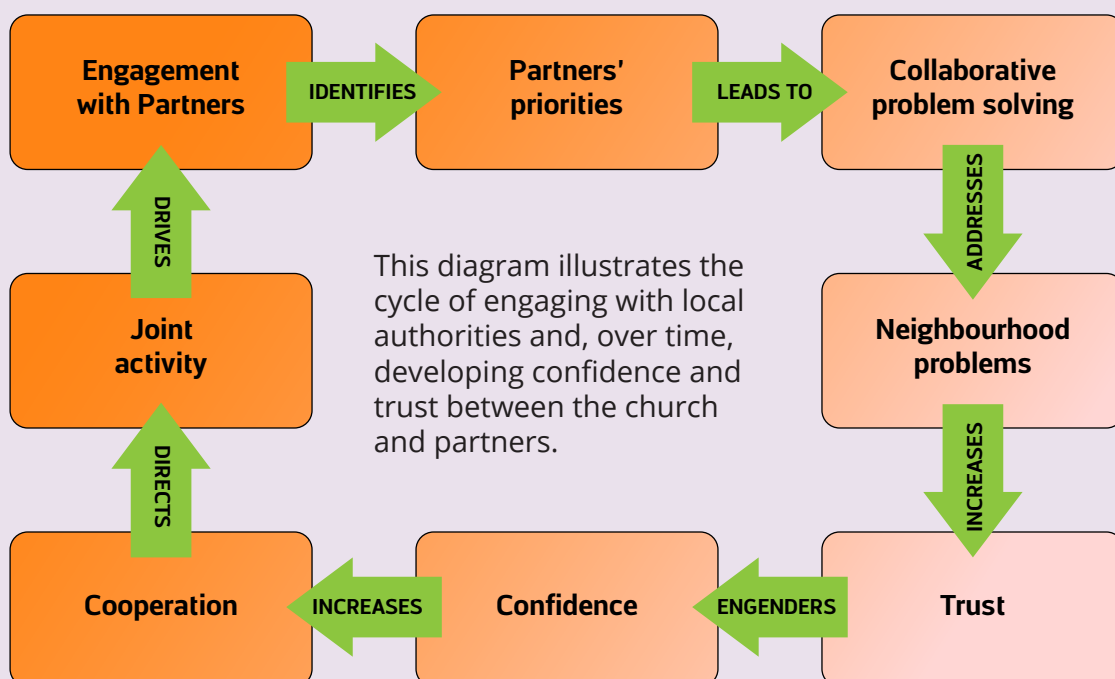 Engagement
with Partners
IDENTIFIES
Partners’
priorities
LEADS TO
Collaborative
problem solving
ADDRESSES
Neighbourhood
problems
INCREASES
Trust
ENGENDERS
Confidence
INCREASES
Cooperation
DIRECTS
Joint
activity
DRIVES
This diagram illustrates the
cycle of engaging with local
authorities and, over time,
developing confidence and
trust between the church
and partners.